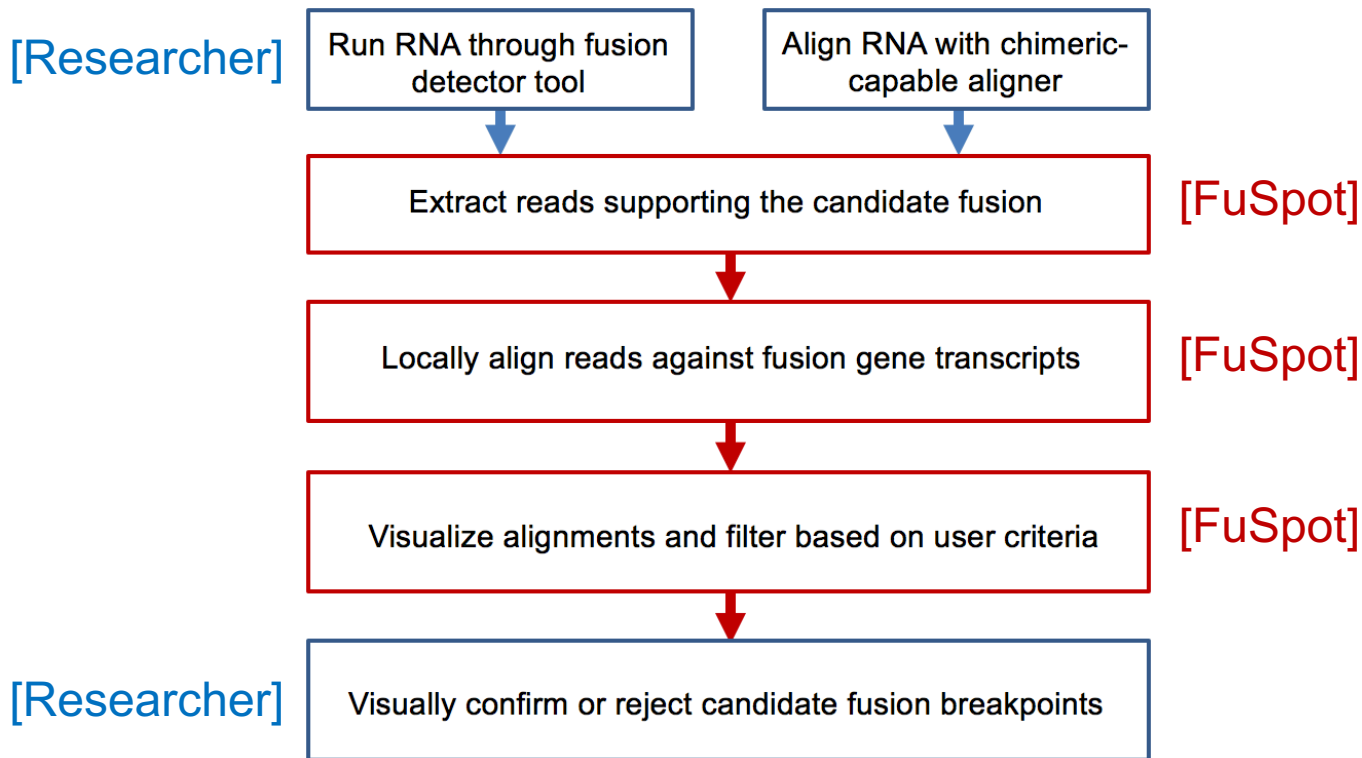 [Researcher]
Run RNA through fusion
detector tool
Align RNA with chimeric-
capable aligner
Extract reads supporting the candidate fusion
[FuSpot]
Locally align reads against fusion gene transcripts
[FuSpot]
Visualize alignments and filter based on user criteria
[FuSpot]
[Researcher]
Visually confirm or reject candidate fusion breakpoints